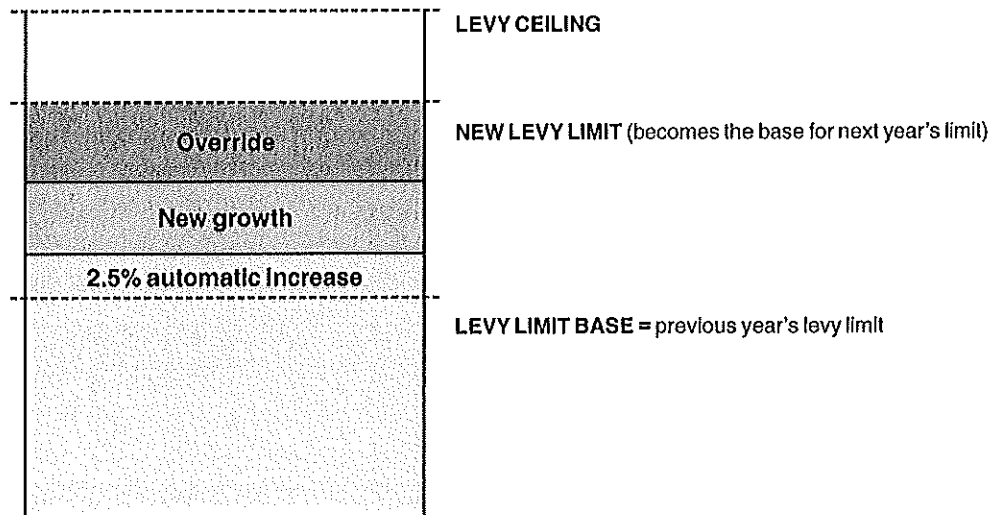 LEVY CEILING
Override
NEW LEVY LIMIT (becomes the base for next year's limit)
New growth
2.5% automatic Increase
LEVY LIMIT BASE = previous year's levy limit